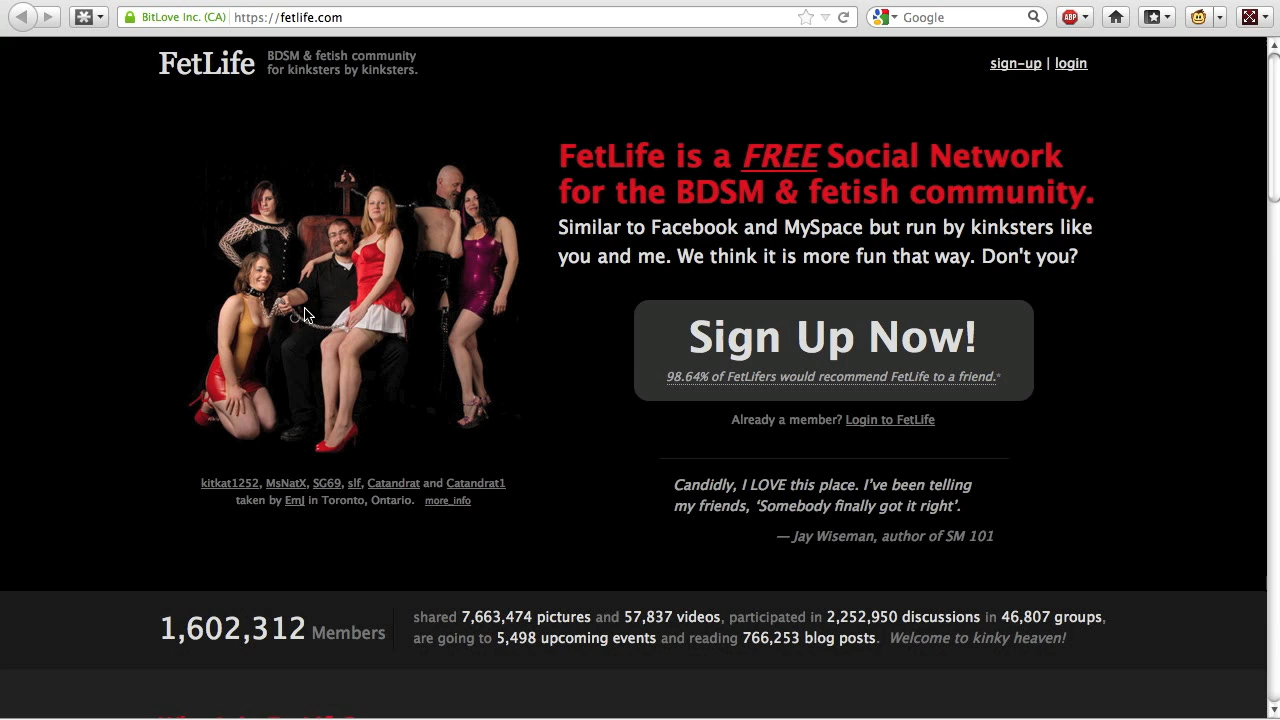 BitLove Inc. (CA) https://fetlife.com Google
ABP
FetLife
BDSM & fetish community
for kinksters by kinksters.
sign-up | login
FetLife is a FREE Social Network
for the BDSM & fetish community.
Similar to Facebook and MySpace but run by kinksters like
you and me. We think it is more fun that way. Don't you?
Sign Up Now!
98.64% of FetLifers would recommend FetLife to a friend.*
Already a member? Login to FetLife
kitkat1252, MsNatX, SG69, slf, Catandrat and Catandrat1
taken by EmJ in Toronto, Ontario. more info
Candidly, I LOVE this place. I've been telling
my friends, ‘Somebody finally got it right’.
— Jay Wiseman, author of SM 101
1,602,312 Members
shared 7,663,474 pictures and 57,837 videos, participated in 2,252,950 discussions in 46,807 groups,
are going to 5,498 upcoming events and reading 766,253 blog posts. Welcome to kinky heaven!